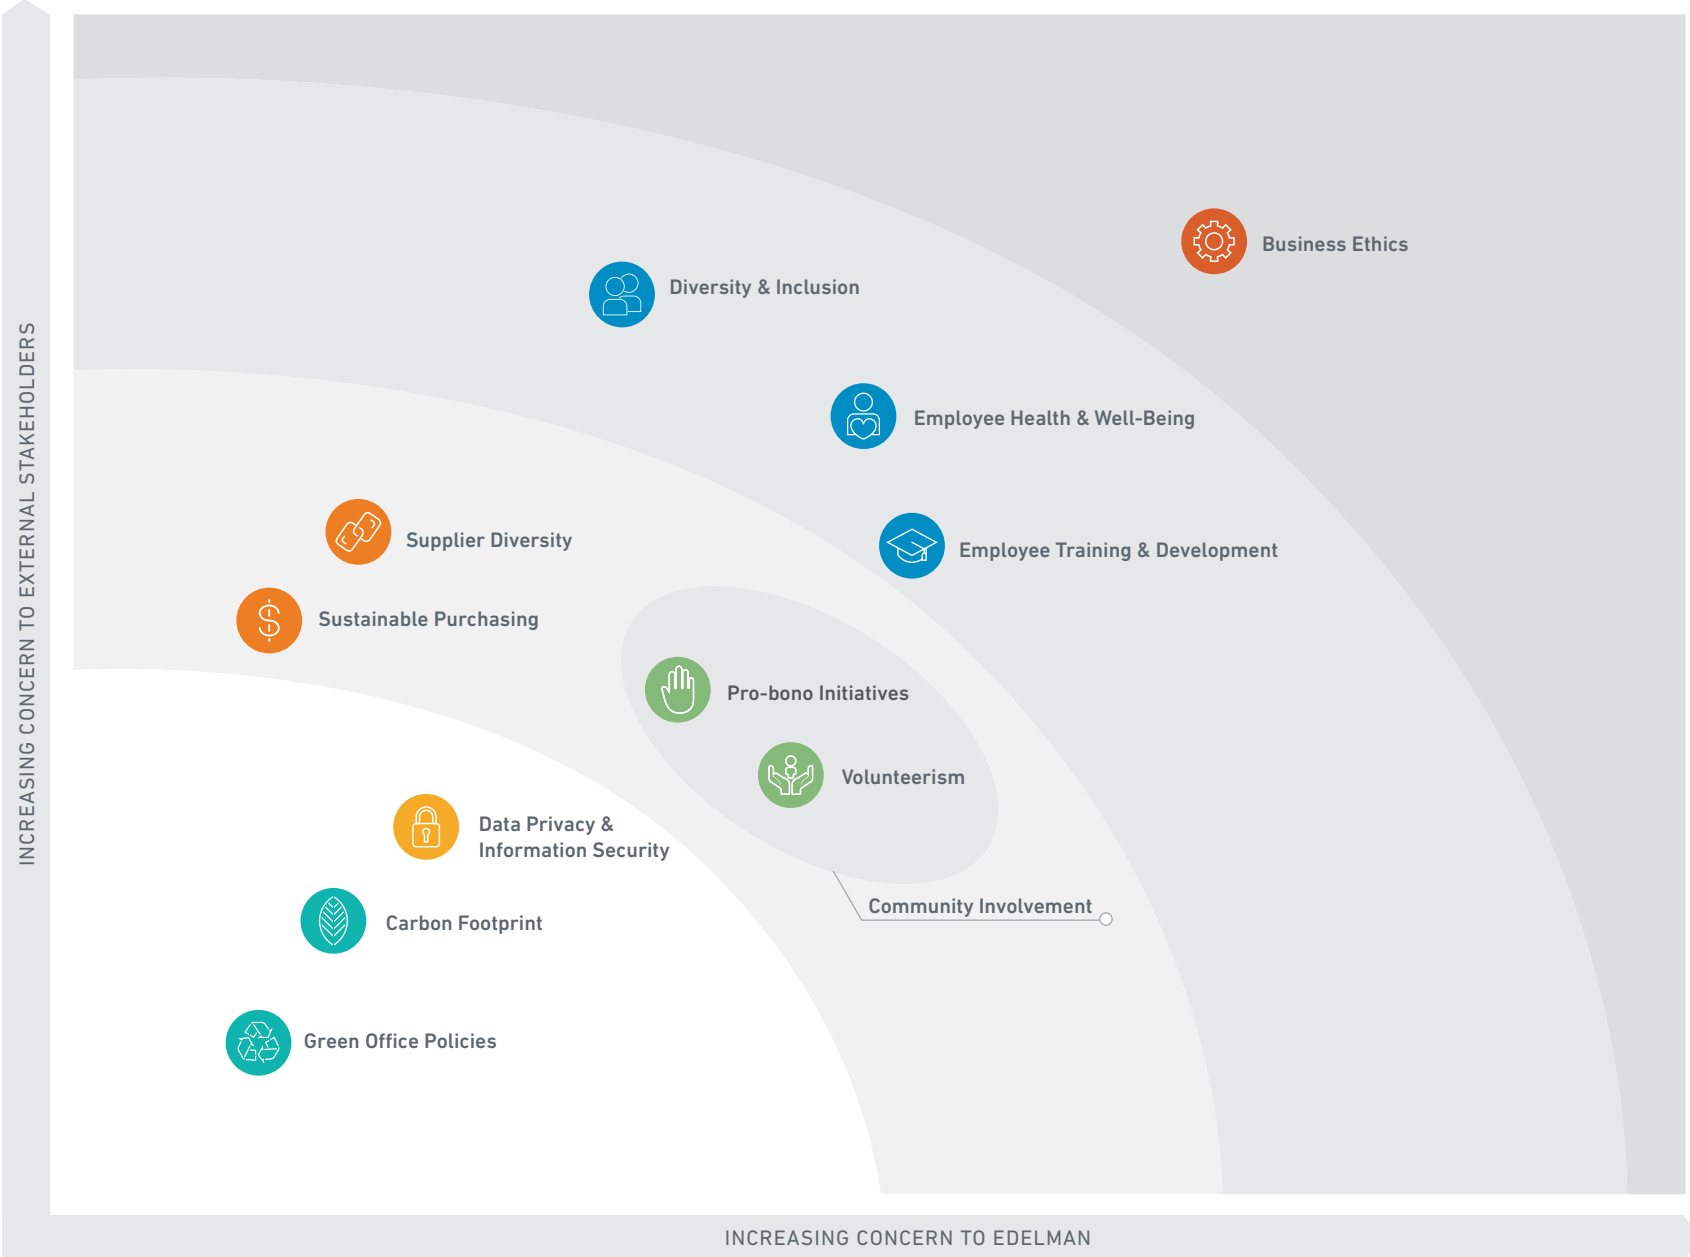 INCREASING CONCERN TO EXTERNAL STAKEHOLDERS
Business Ethics
Diversity & Inclusion
Employee Health & Well-Being
Supplier Diversity
Employee Training & Development
Sustainable Purchasing
Pro-bono Initiatives
Volunteerism
Data Privacy &
Information Security
Community Involvement
Carbon Footprint
Green Office Policies
INCREASING CONCERN TO EDELMAN